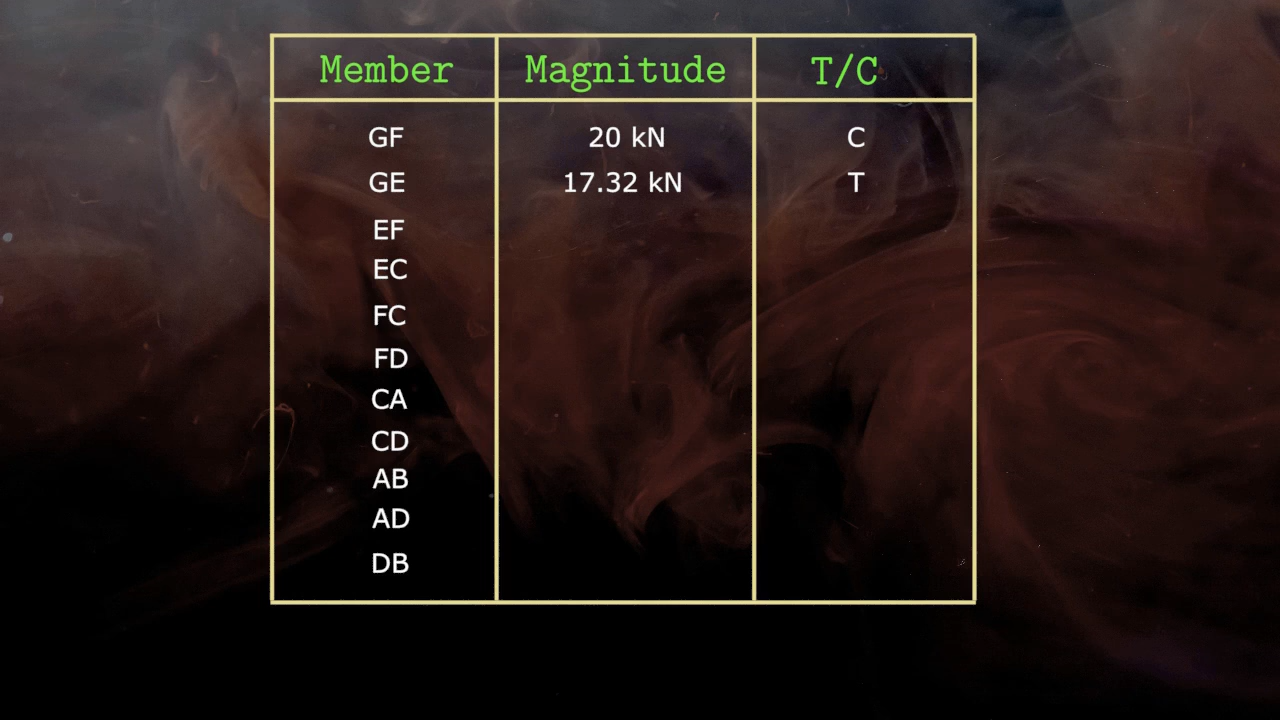 Member Magnitude T/C
GF 20 kN C
GE 17.32 kN T
EF
EC
FC
FD
CA
CD
AB
AD
DB